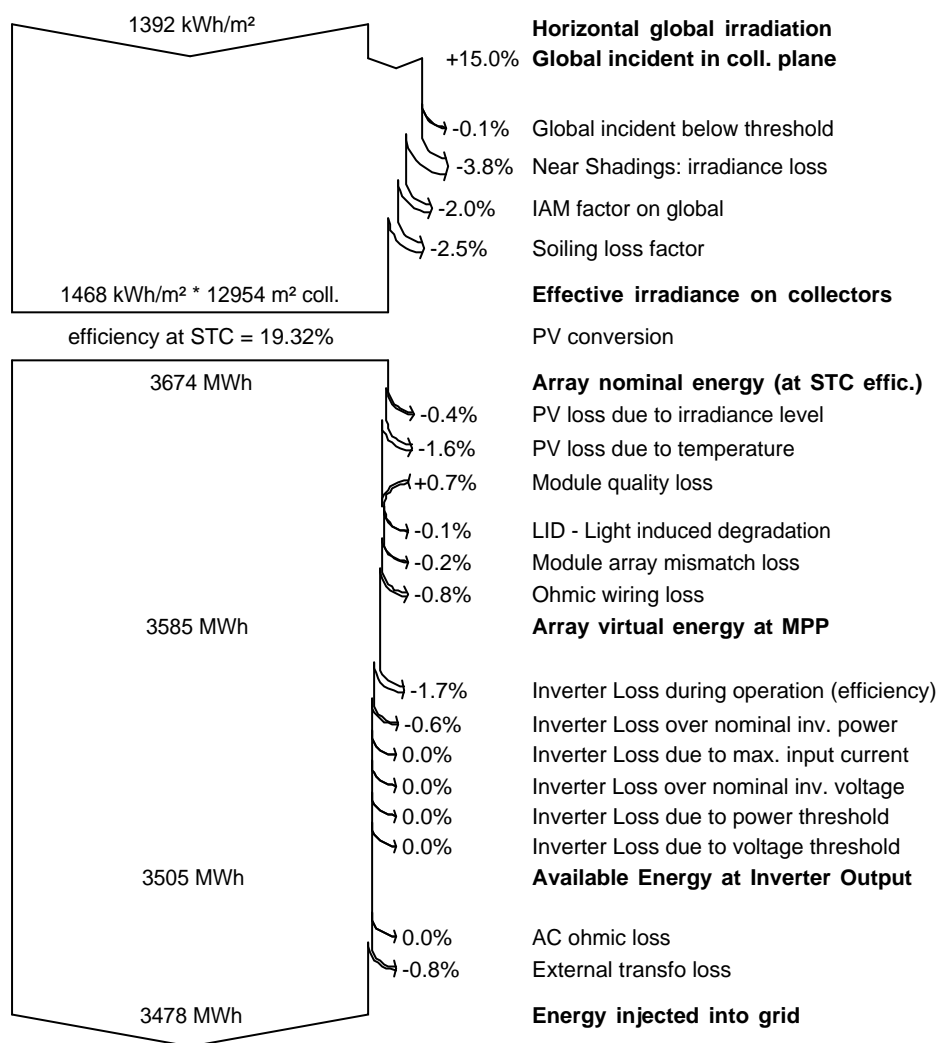 1392 kWh/m² Horizontal global irradiation
+15.0% Global incident in coll. plane
-0.1% Global incident below threshold
-3.8% Near Shadings: irradiance loss
-2.0% IAM factor on global
-2.5% Soiling loss factor
1468 kWh/m² * 12954 m² coll. Effective irradiance on collectors
efficiency at STC = 19.32% PV conversion
3674 MWh Array nominal energy (at STC effic.)
-0.4% PV loss due to irradiance level
-1.6% PV loss due to temperature
+0.7% Module quality loss
-0.1% LID - Light induced degradation
-0.2% Module array mismatch loss
-0.8% Ohmic wiring loss
3585 MWh Array virtual energy at MPP
-1.7% Inverter Loss during operation (efficiency)
-0.6% Inverter Loss over nominal inv. power
0.0% Inverter Loss due to max. input current
0.0% Inverter Loss over nominal inv. voltage
0.0% Inverter Loss due to power threshold
0.0% Inverter Loss due to voltage threshold
3505 MWh Available Energy at Inverter Output
0.0% AC ohmic loss
-0.8% External transfo loss
3478 MWh Energy injected into grid